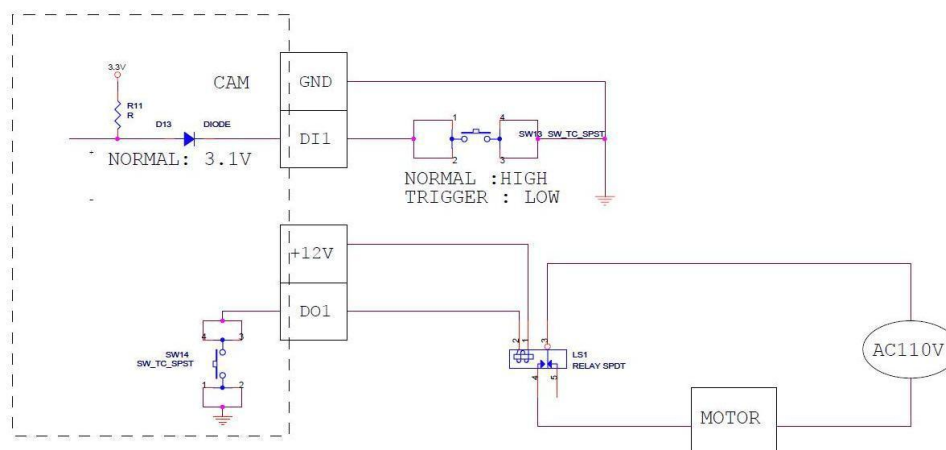 3.3V
R11
R
CAM
GND
D13
DIODE
DI1
NORMAL: 3.1V
+
-
1
4
2
3
SW13 SW_TC_SPST
NORMAL :HIGH
TRIGGER : LOW
+12V
DO1
4
3
SW14
SW_TC_SPST
1
2
2
1
3
LS1
RELAY SPDT
4
5
AC110V
MOTOR